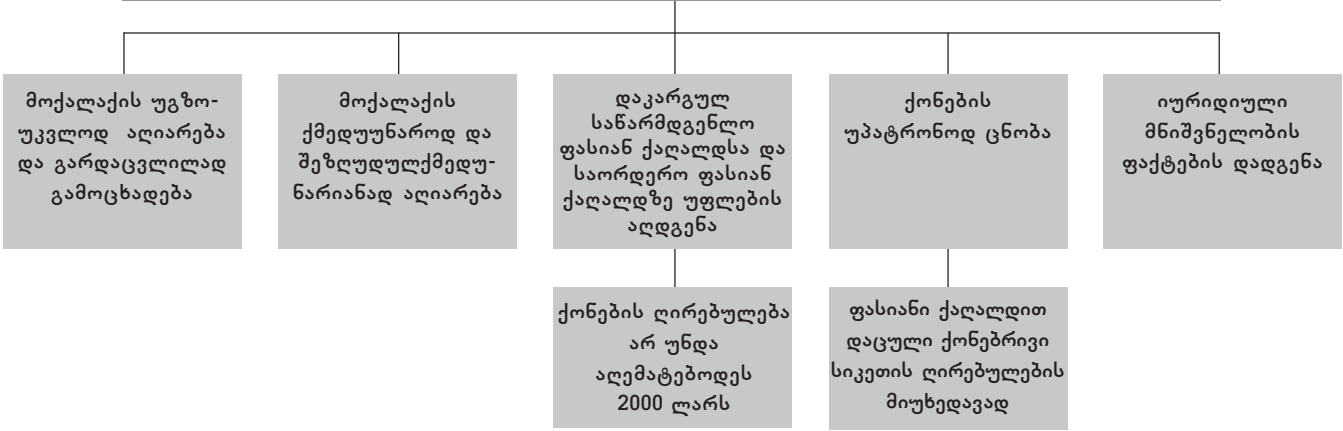 მოქალაქის უგზო-
უკვლოდ აღიარება
და გარდაცვლილად
გამოცხადება
მოქალაქის
ქმედუუნაროდ და
შეზღუდულქმედუ-
ნარიანად აღიარება
დაკარგულ
საწარმდგენლო
ფასიან ქაღალდსა და
საორდერო ფასიან
ქაღალდზე უფლების
აღდგენა
ქონების
უპატრონოდ ცნობა
იურიდიული
მნიშვნელობის
ფაქტების დადგენა
ქონების ღირებულება
არ უნდა
აღემატებოდეს
2000 ლარს
ფასიანი ქაღალდით
დაცული ქონებრივი
სიკეთის ღირებულების
მიუხედავად